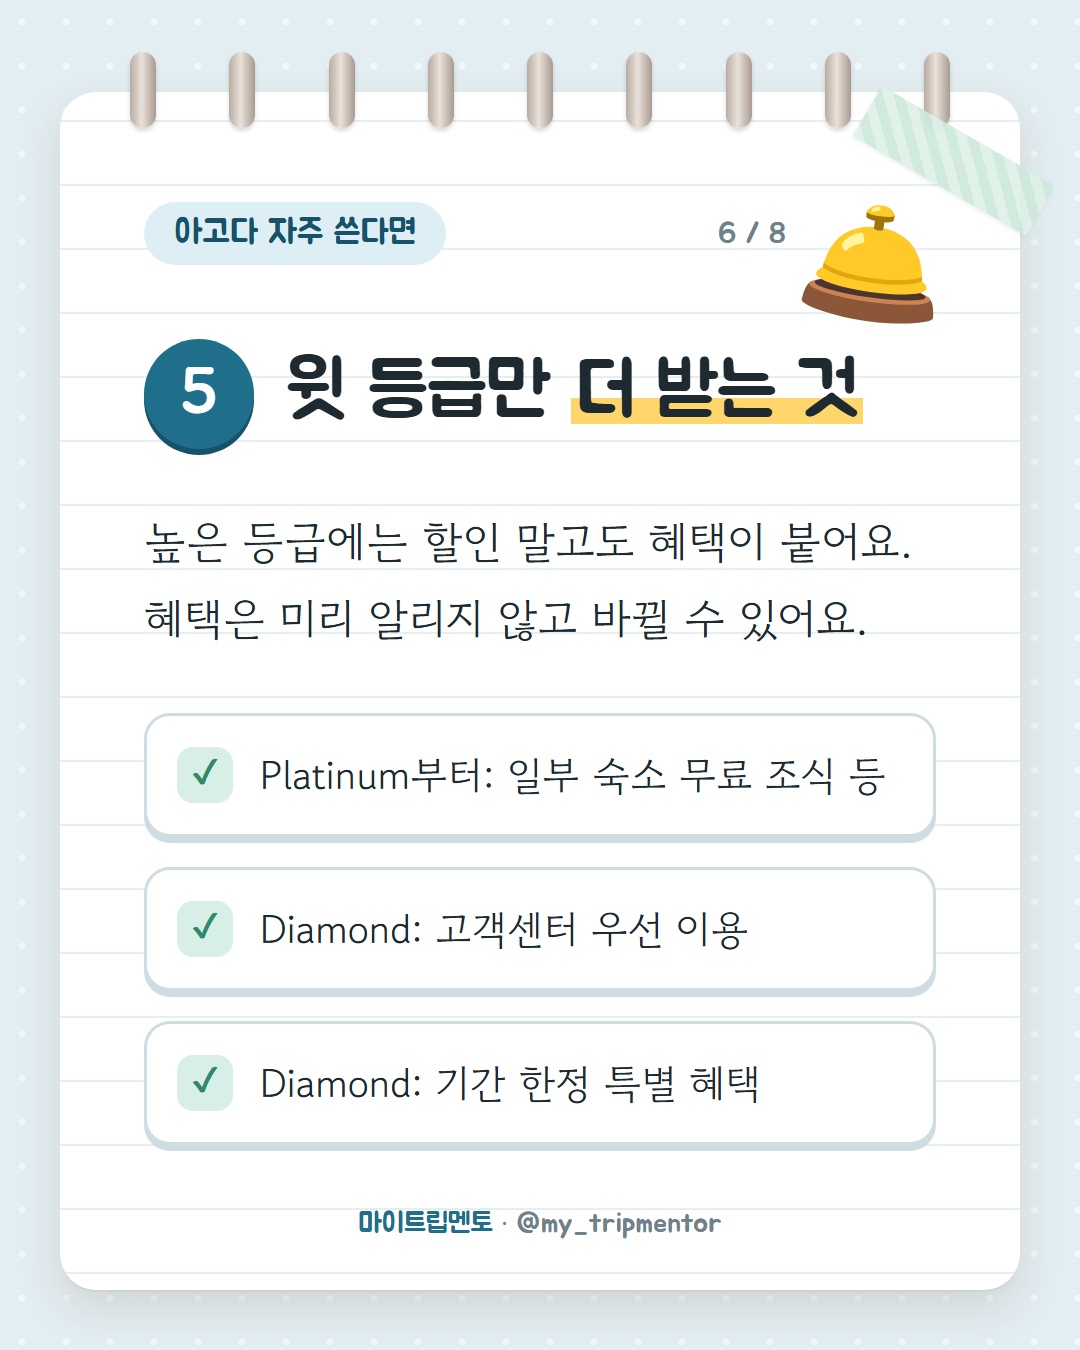 아고다 자주 쓴다면
6 / 8
5
윗 등급만 더 받는 것
높은 등급에는 할인 말고도 혜택이 붙어요.
혜택은 미리 알리지 않고 바뀔 수 있어요.
✓ Platinum부터: 일부 숙소 무료 조식 등
✓ Diamond: 고객센터 우선 이용
✓ Diamond: 기간 한정 특별 혜택
마이트립멘토 · @my_tripmentor